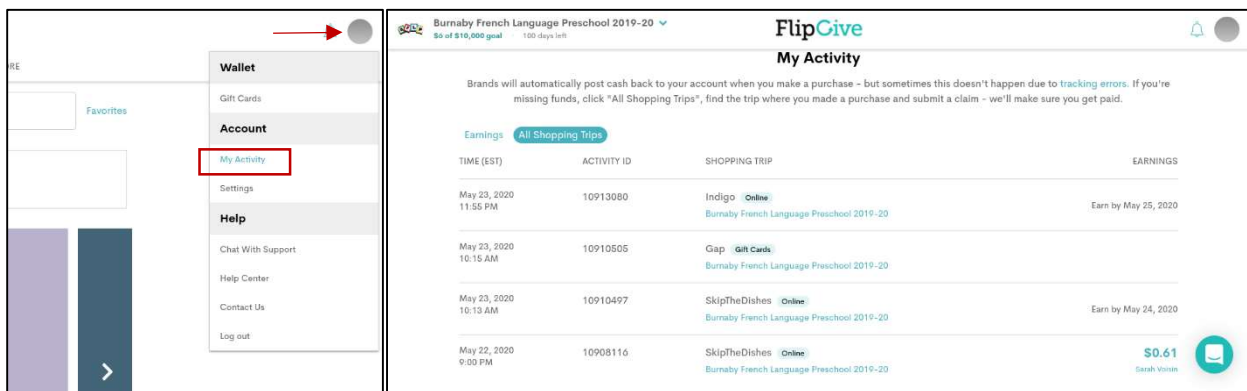 RE
Favorites
Wallet
Gift Cards
Account
My Activity
Settings
Help
Chat With Support
Help Center
Contact Us
Log out
Burnaby French Language Preschool 2019-20
$6 of $10,000 goal 100 days left
FlipGive
My Activity
Brands will automatically post cash back to your account when you make a purchase - but sometimes this doesn't happen due to tracking errors. If you're
missing funds, click "All Shopping Trips", find the trip where you made a purchase and submit a claim - we'll make sure you get paid.
Earnings All Shopping Trips
TIME (EST) ACTIVITY ID SHOPPING TRIP EARNINGS
May 23, 2020
11:55 PM
10913080
Indigo Online
Burnaby French Language Preschool 2019-20
Earn by May 25, 2020
May 23, 2020
10:15 AM
10910505
Gap Gift Cards
Burnaby French Language Preschool 2019-20
May 23, 2020
10:13 AM
10910497
SkipTheDishes Online
Burnaby French Language Preschool 2019-20
Earn by May 24, 2020
May 22, 2020
9:00 PM
10908116
SkipTheDishes Online
Burnaby French Language Preschool 2019-20
$0.61
Sarah Voisin